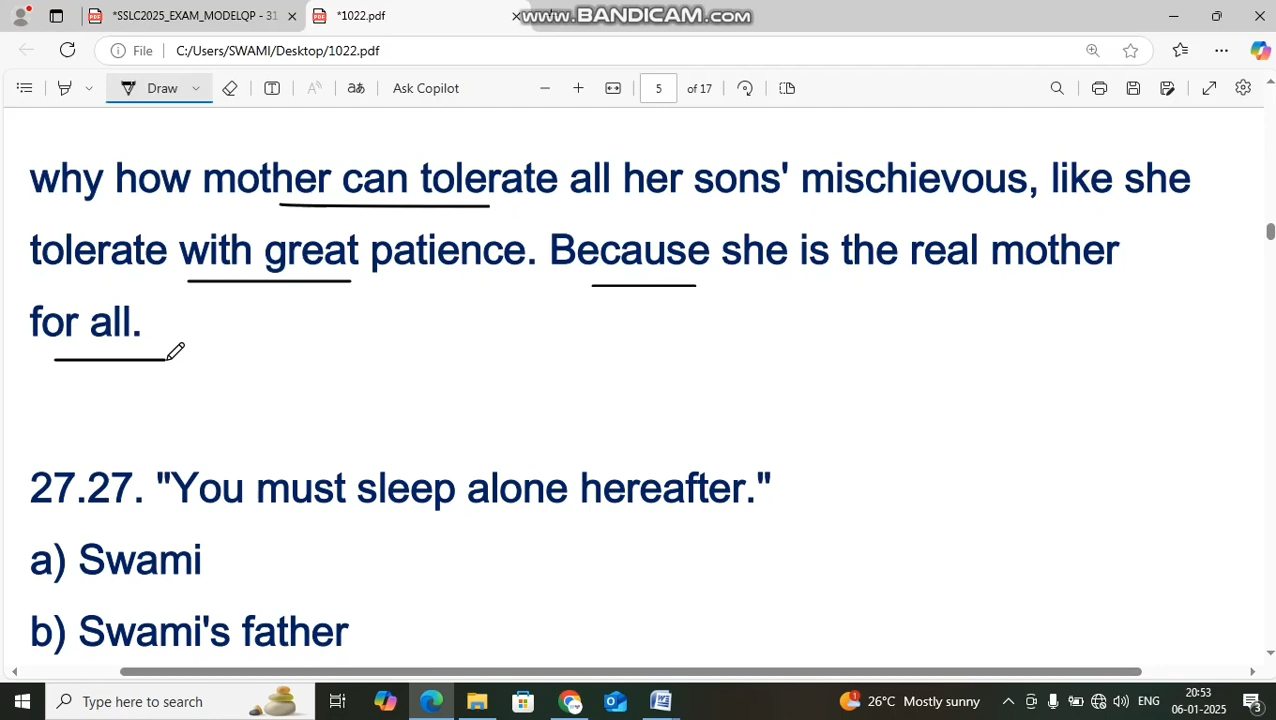 *SSLC2025_EXAM_MODELQP - 31
*1022.pdf
www.BANDICAM.com
File
C:/Users/SWAMI/Desktop/1022.pdf
Draw
Ask Copilot
5 of 17
why how mother can tolerate all her sons' mischievous, like she
tolerate with great patience. Because she is the real mother
for all.
27.27. "You must sleep alone hereafter."
a) Swami
b) Swami's father
Type here to search
26°C Mostly sunny
ENG
20:53
06-01-2025
3